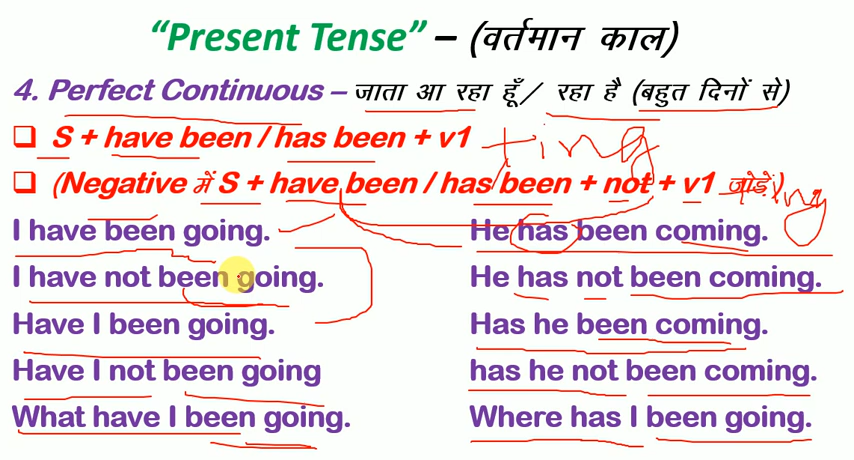 “Present Tense” – (वर्तमान काल)
4. Perfect Continuous – जाता आ रहा हूँ/ रहा है (बहुत दिनों से)
S + have been / has been + v1 + ing
(Negative में S + have been / has been + not + v1 जोड़ें) ing
I have been going.
I have not been going.
Have I been going.
Have I not been going
What have I been going.
He has been coming.
He has not been coming.
Has he been coming.
has he not been coming.
Where has I been going.